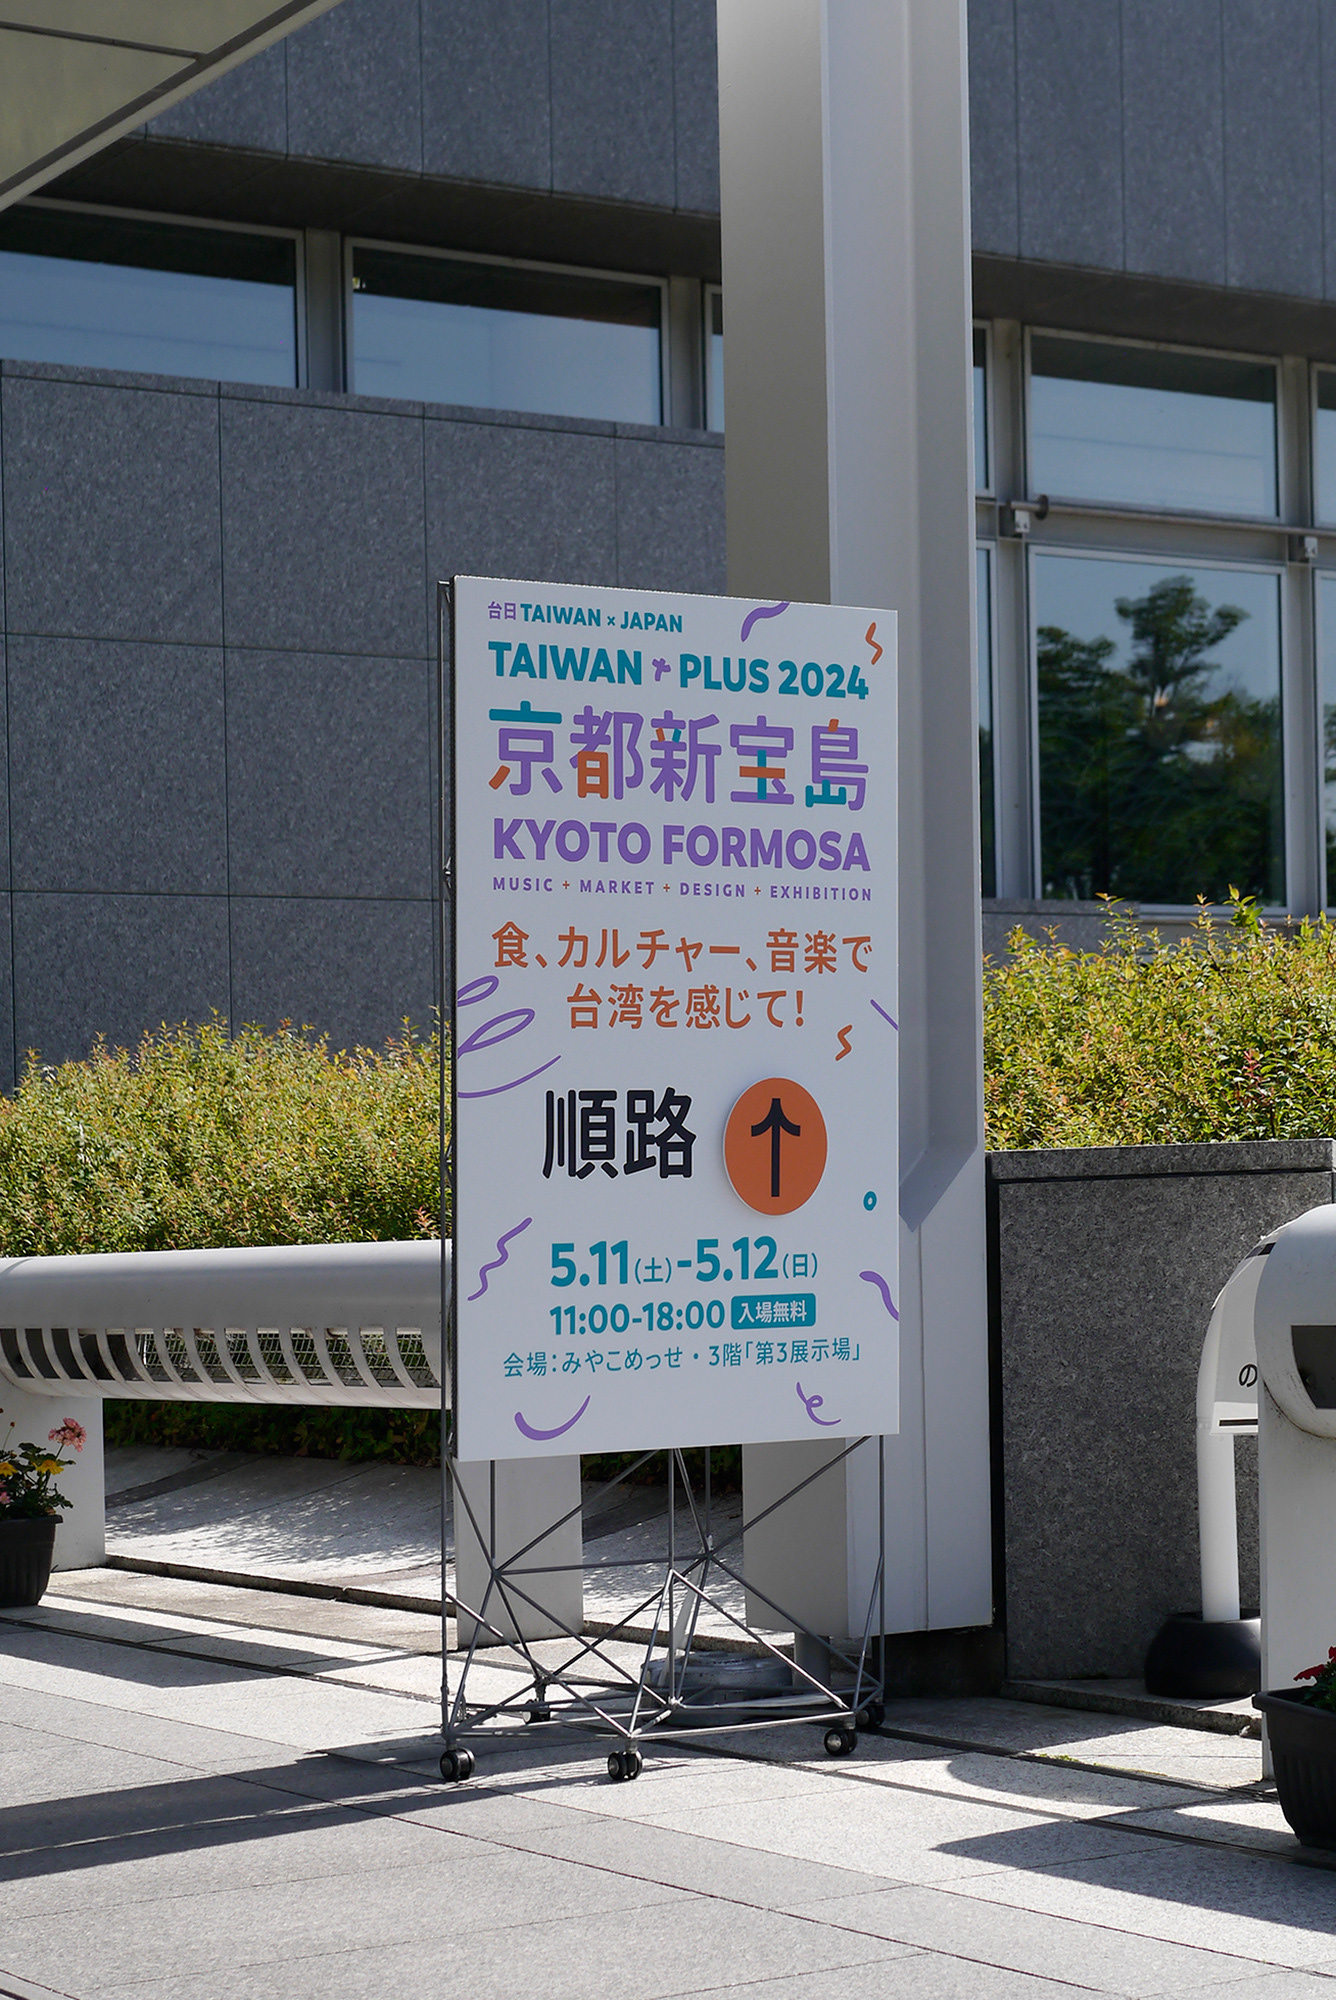 台日 TAIWAN × JAPAN
TAIWAN + PLUS 2024
京都新宝島
KYOTO FORMOSA
MUSIC + MARKET + DESIGN + EXHIBITION
食、カルチャー、音楽で
台湾を感じて!
順路 ↑
5.11(土)-5.12(日)
11:00-18:00 入場無料
会場:みやこめっせ・3階「第3展示場」
の